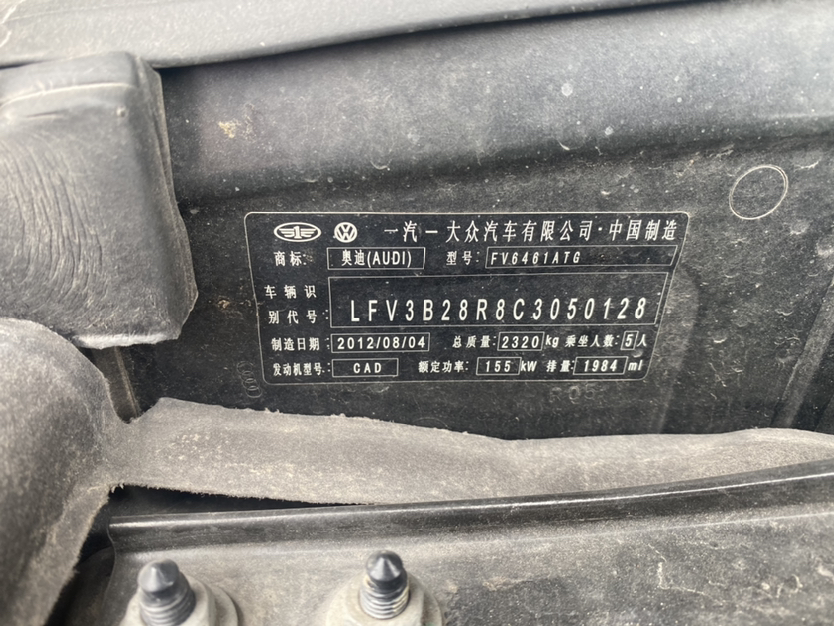 一汽一大众汽车有限公司·中国制造
商标: 奥迪(AUDI) 型号: FV6461ATG
车辆识
别代号: LFV3B28R8C3050128
制造日期: 2012/08/04 总质量: 2320 kg 乘坐人数: 5 人
发动机型号: CAD 额定功率: 155 kW 排量: 1984 ml